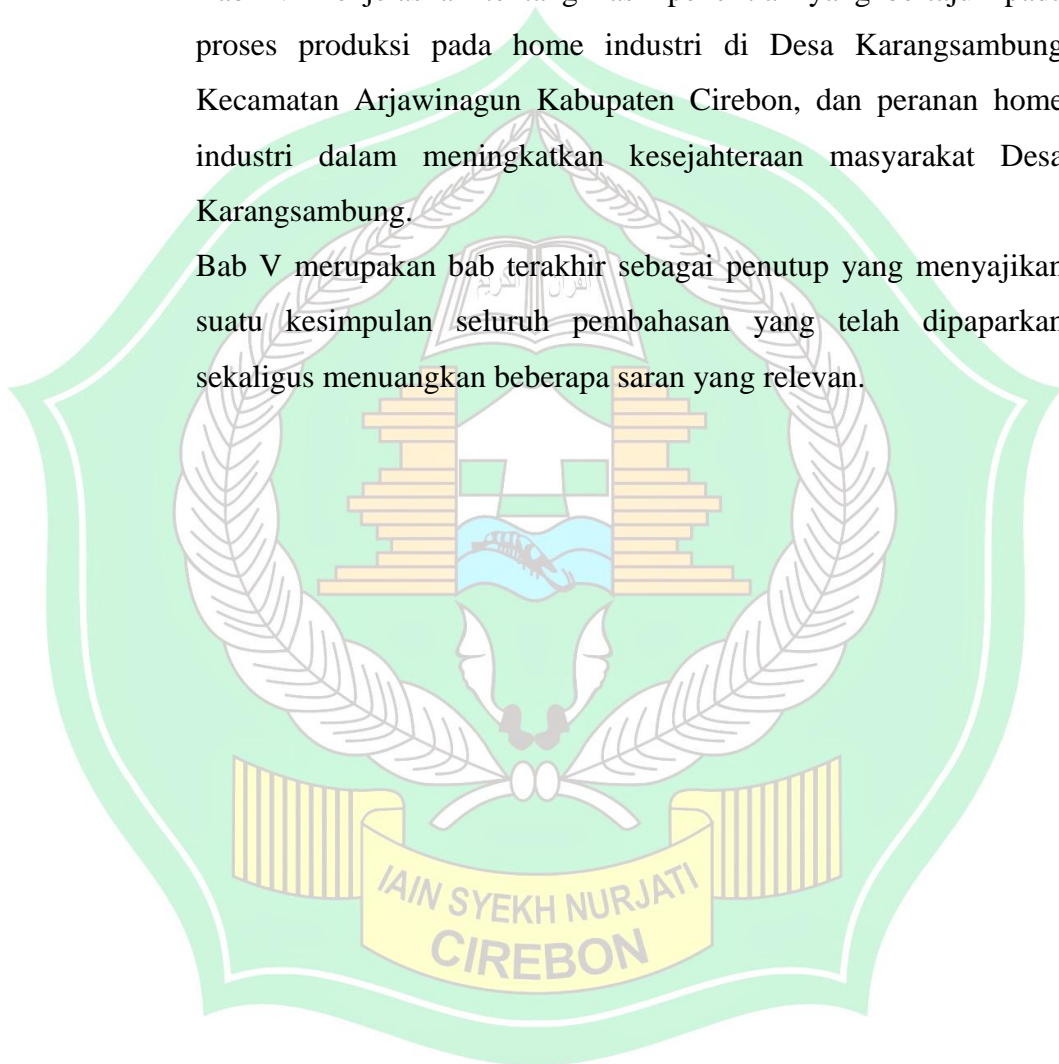 proses produksi pada home industri di Desa Karangsambung
Kecamatan Arjawinagun Kabupaten Cirebon, dan peranan home
industri dalam meningkatkan kesejahteraan masyarakat Desa
Karangsambung.
Bab V merupakan bab terakhir sebagai penutup yang menyajikan
suatu kesimpulan seluruh pembahasan yang telah dipaparkan
sekaligus menuangkan beberapa saran yang relevan.
القرآن الكريم
IAIN SYEKH NURJATI
CIREBON